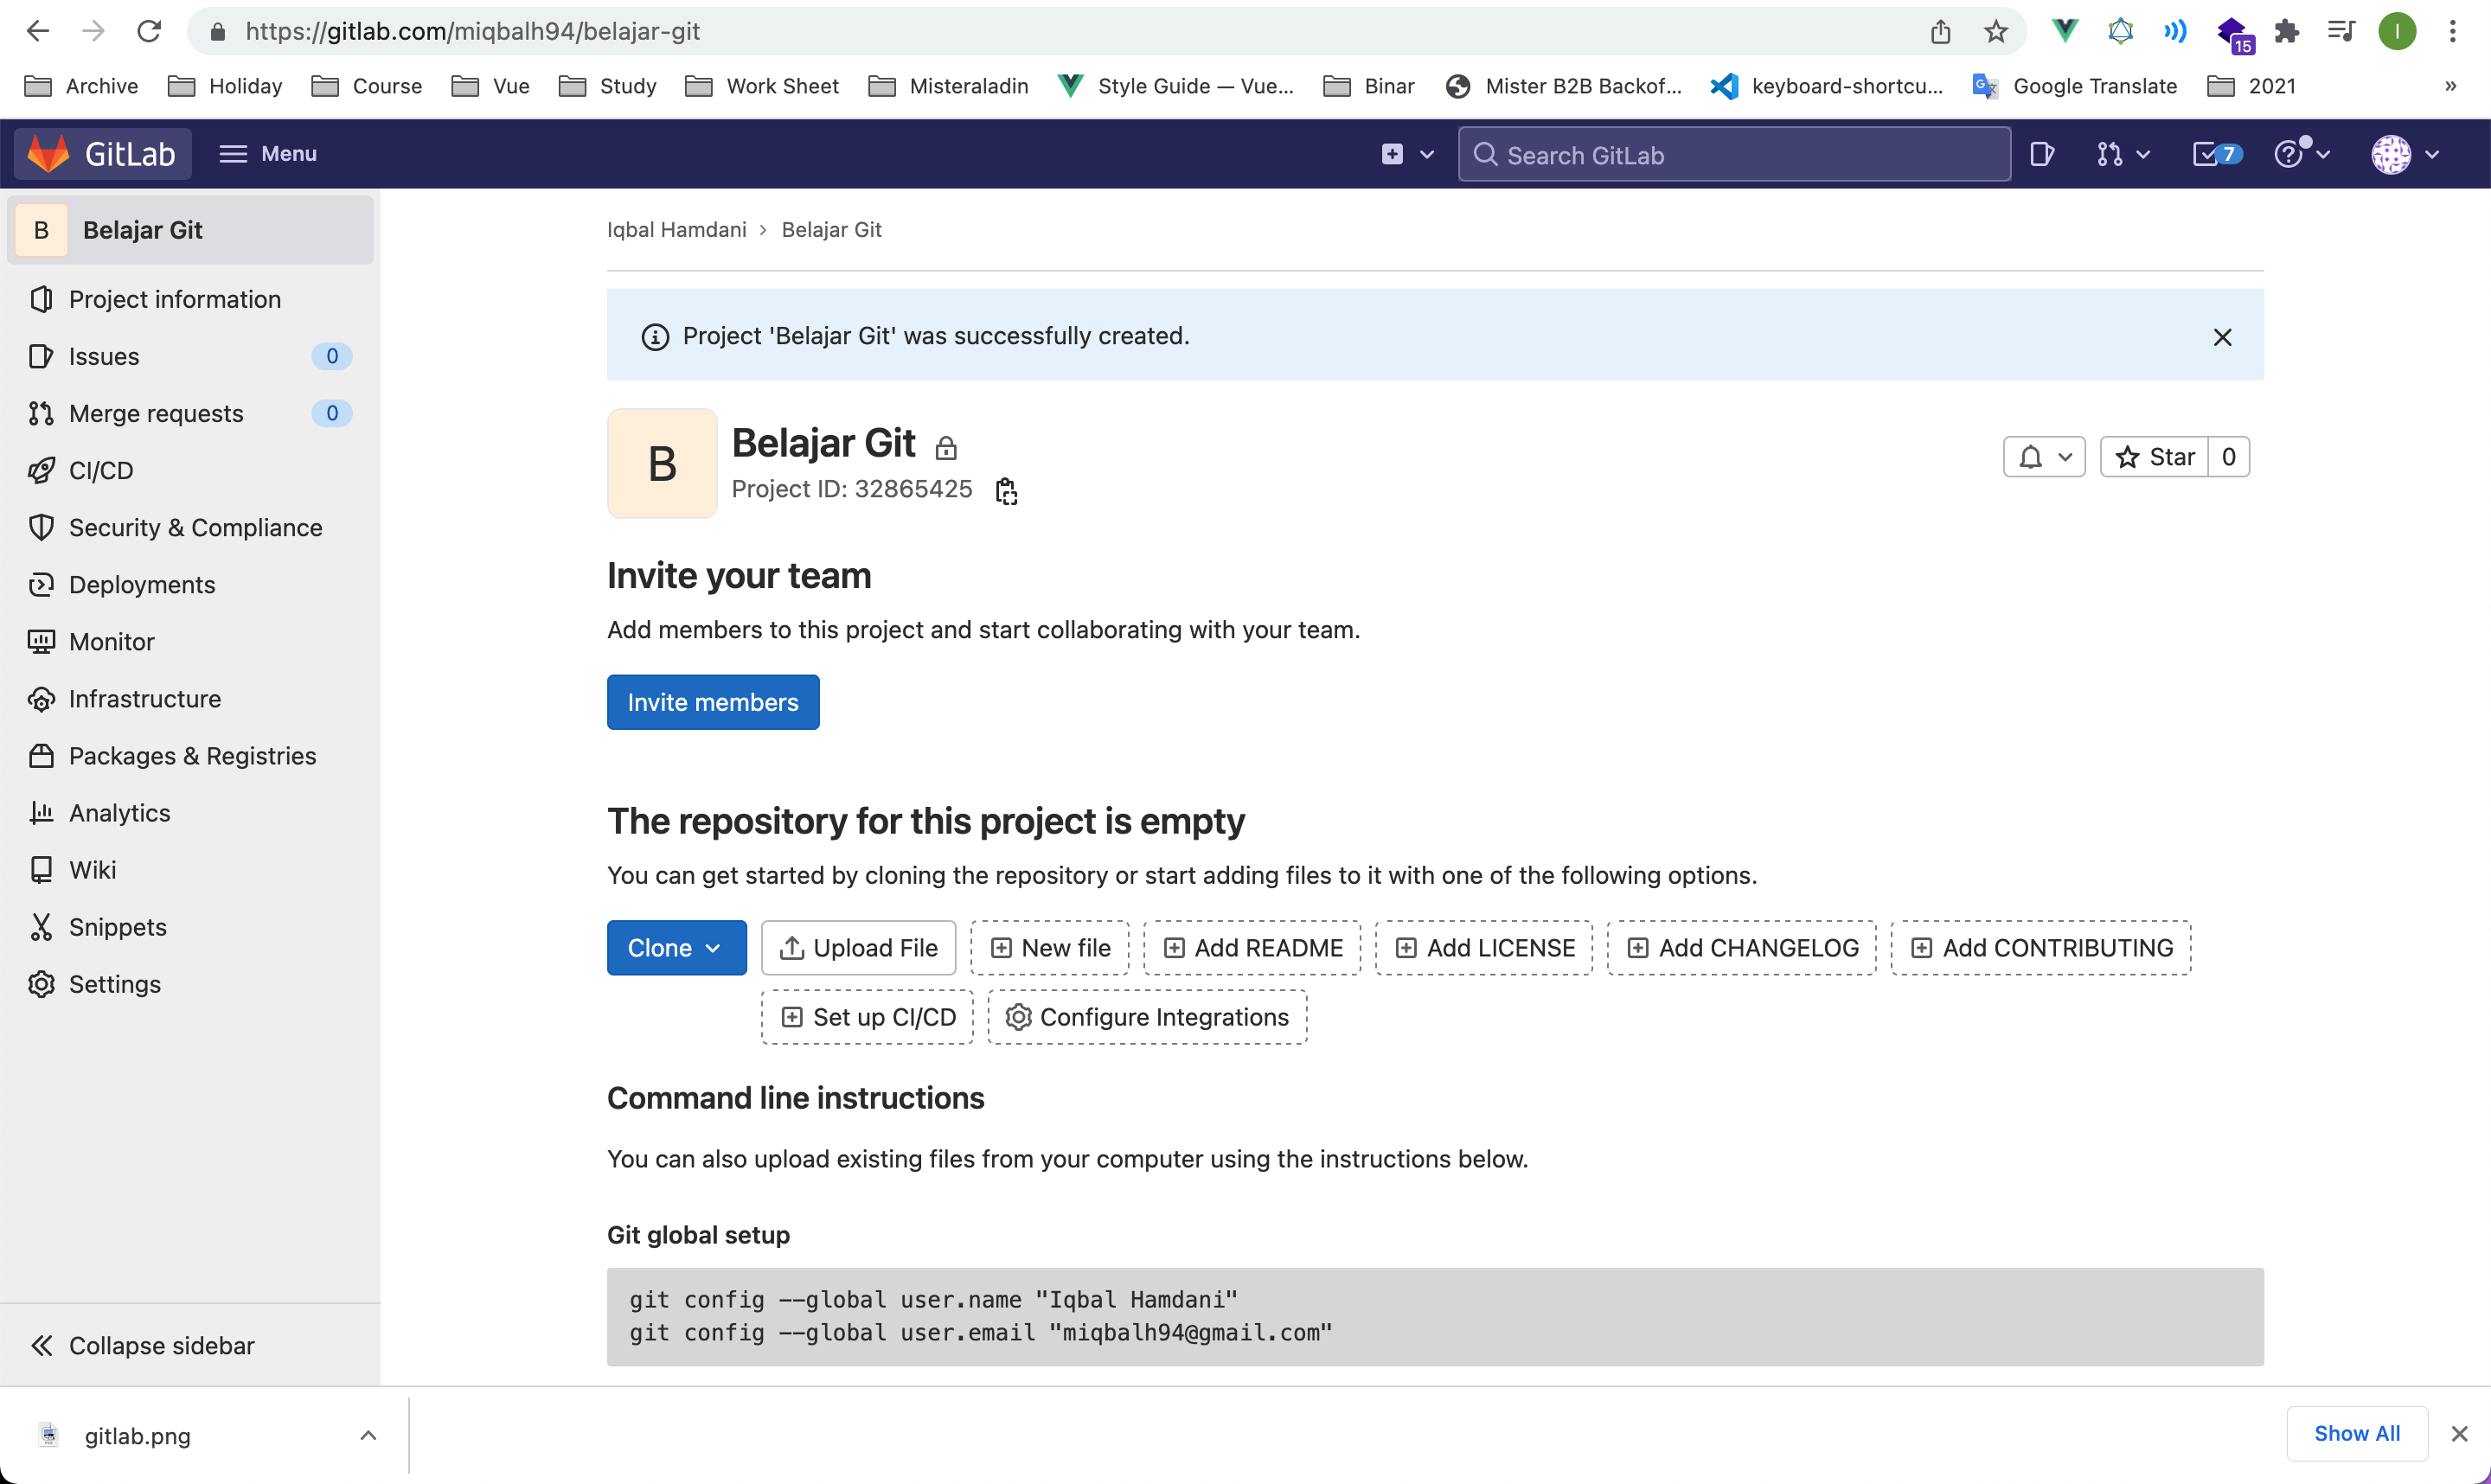 https://gitlab.com/miqbalh94/belajar-git
15
I
Archive Holiday Course Vue Study Work Sheet Misteraladin Style Guide — Vue... Binar Mister B2B Backof... keyboard-shortcu... Google Translate 2021 »
GitLab Menu Search GitLab 7
B Belajar Git
Project information
Issues 0
Merge requests 0
CI/CD
Security & Compliance
Deployments
Monitor
Infrastructure
Packages & Registries
Analytics
Wiki
Snippets
Settings
Collapse sidebar
Iqbal Hamdani › Belajar Git
Project 'Belajar Git' was successfully created.
B
Belajar Git
Project ID: 32865425
Star 0
Invite your team
Add members to this project and start collaborating with your team.
Invite members
The repository for this project is empty
You can get started by cloning the repository or start adding files to it with one of the following options.
Clone Upload File New file Add README Add LICENSE Add CHANGELOG Add CONTRIBUTING
Set up CI/CD Configure Integrations
Command line instructions
You can also upload existing files from your computer using the instructions below.
Git global setup
git config --global user.name "Iqbal Hamdani"
git config --global user.email "miqbalh94@gmail.com"
gitlab.png
Show All